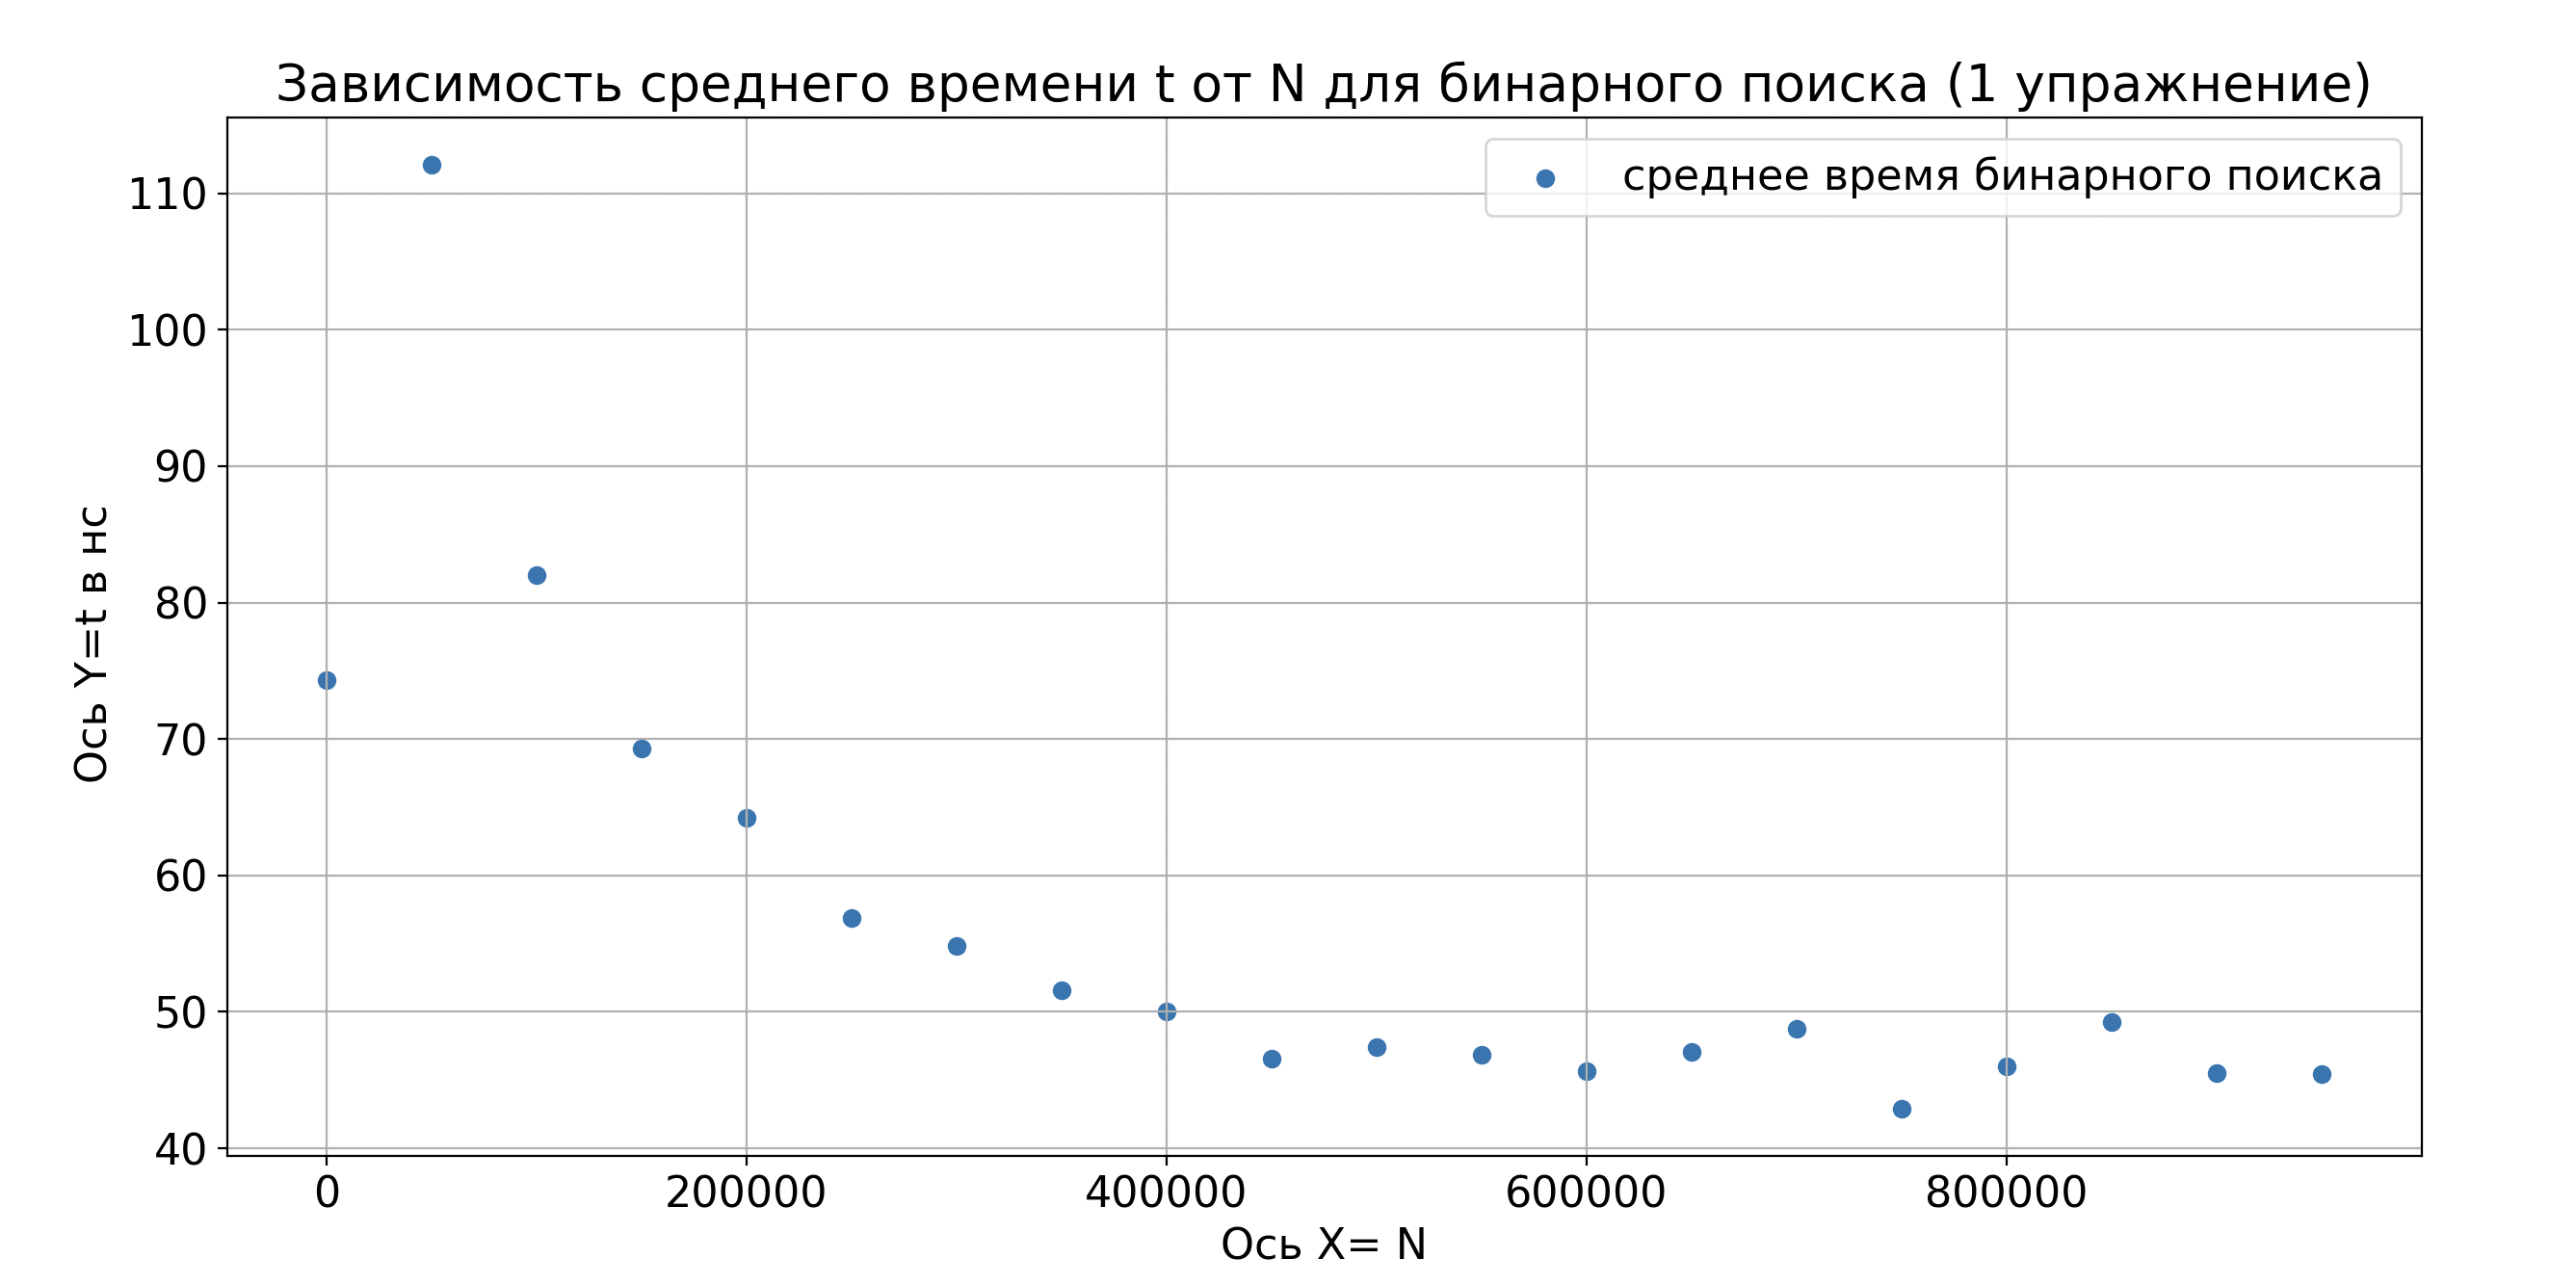 Зависимость среднего времени t от N для бинарного поиска (1 упражнение)
среднее время бинарного поиска
110
100
90
80
70
60
50
40
Ось Y=t в нс
0 200000 400000 600000 800000
Ось X= N